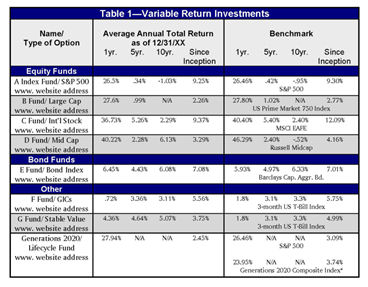 Table 1—Variable Return Investments
Name/ Type of Option
Average Annual Total Return as of 12/31/XX
Benchmark
1yr. 5yr. 10yr. Since Inception 1yr. 5yr. 10yr. Since Inception
Equity Funds
A Index Fund/ S&P 500 26.5% .34% -1.03% 9.25% 26.46% .42% -.95% 9.30%
www. website address S&P 500
B Fund/ Large Cap 27.6% .99% N/A 2.26% 27.80% 1.02% N/A 2.77%
www. website address US Prime Market 750 Index
C Fund/ Int'l Stock 36.73% 5.26% 2.29% 9.37% 40.40% 5.40% 2.40% 12.09%
www. website address MSCI EAFE
D Fund/ Mid Cap 40.22% 2.28% 6.13% 3.29% 46.29% 2.40% -.52% 4.16%
www. website address Russell Midcap
Bond Funds
E Fund/ Bond Index 6.45% 4.43% 6.08% 7.08% 5.93% 4.97% 6.33% 7.01%
www. website address Barclays Cap. Aggr. Bd.
Other
F Fund/ GICs .72% 3.36% 3.11% 5.56% 1.8% 3.1% 3.3% 5.75%
www. website address 3-month US T-Bill Index
G Fund/ Stable Value 4.36% 4.64% 5.07% 3.75% 1.8% 3.1% 3.3% 4.99%
www. website address 3-month US T-Bill Index
Generations 2020/ 27.94% N/A N/A 2.45% 26.46% N/A N/A 3.09%
Lifecycle Fund S&P 500
www. website address
23.95% N/A N/A 3.74%
Generations 2020 Composite Index*